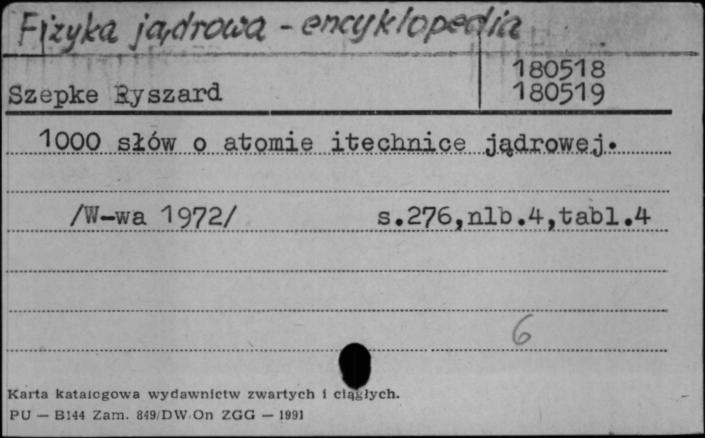 Fizyka jądrowa - encyklopedia
180518
Szepke Ryszard 180519
1000 słów o atomie itechnice jądrowej.
/W-wa 1972/ s.276,nlb.4,tabl.4
6
Karta katalogowa wydawnictw zwartych i ciągłych.
PU — B144 Zam. 849/DW/On ZGG — 1991